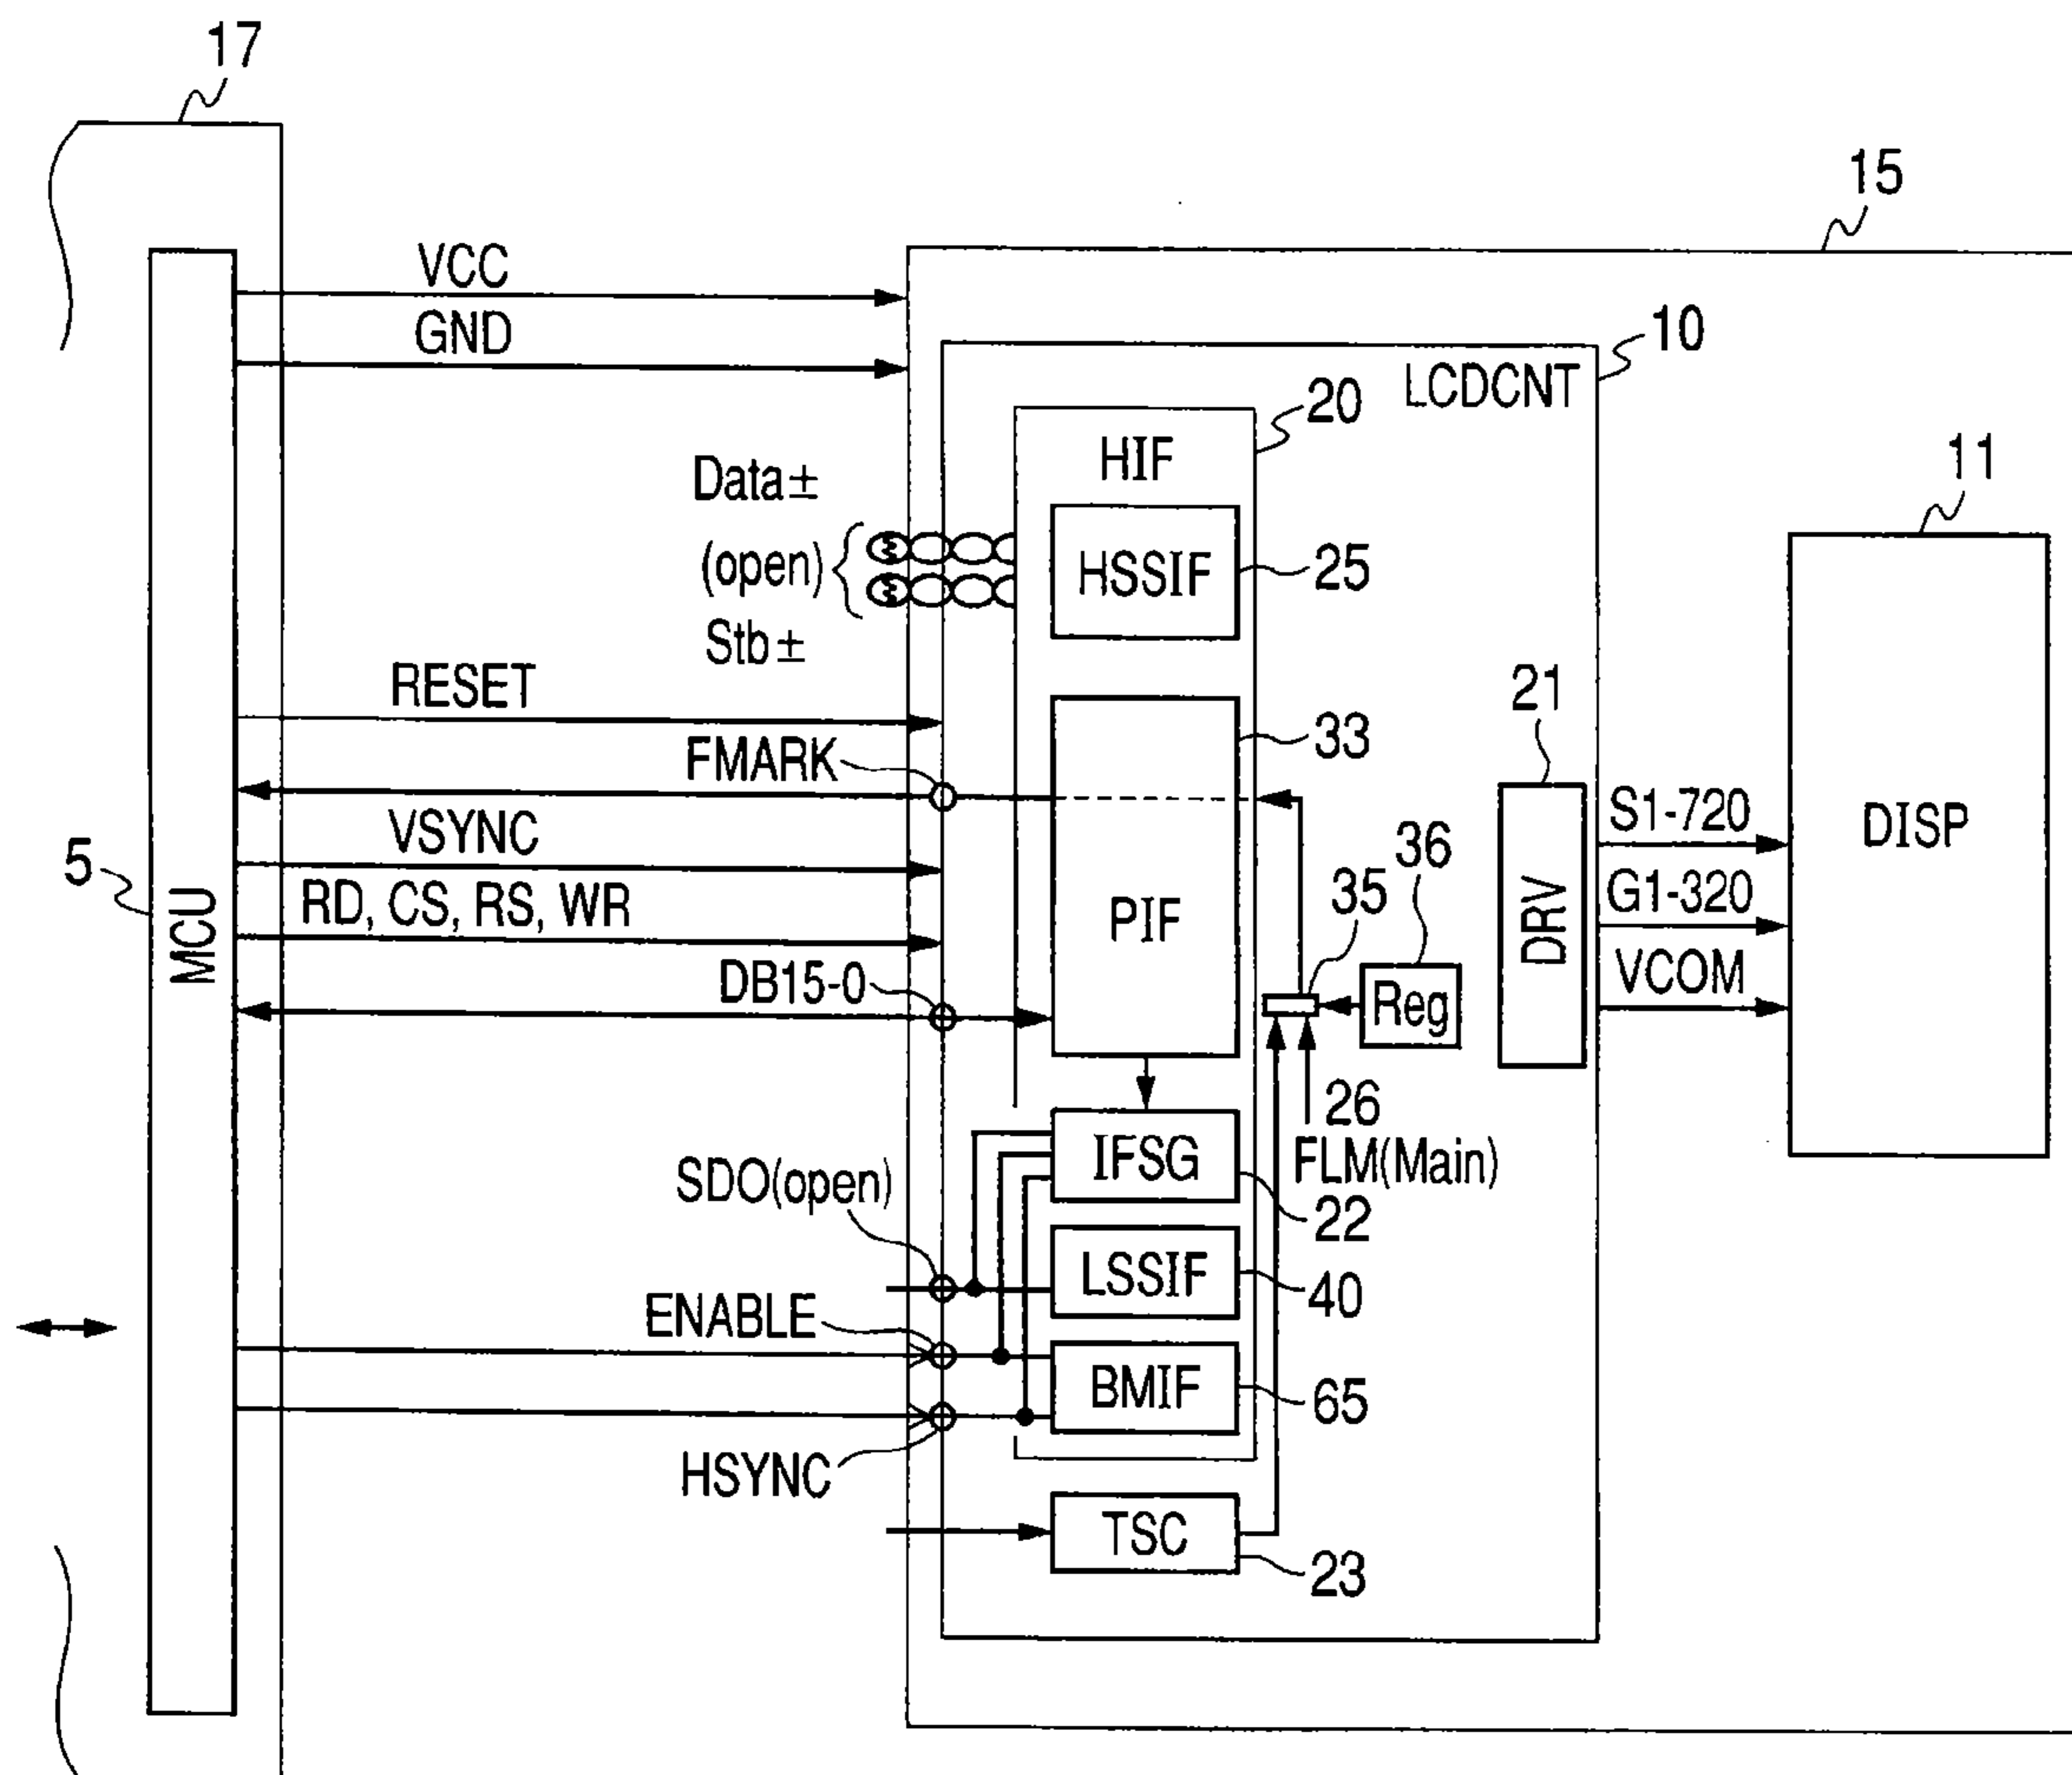 17
15
VCC
GND
10
LCDCNT
20
HIF
11
Data±
(open)
Stb±
HSSIF
25
21
RESET
33
FMARK
S1-720
DISP
VSYNC
36
5
MCU
RD, CS, RS, WR
35
G1-320
PIF
DRV
DB15-0
Reg
VCOM
26
FLM(Main)
IFSG
SDO(open)
22
LSSIF
40
ENABLE
BMIF
65
HSYNC
TSC
23